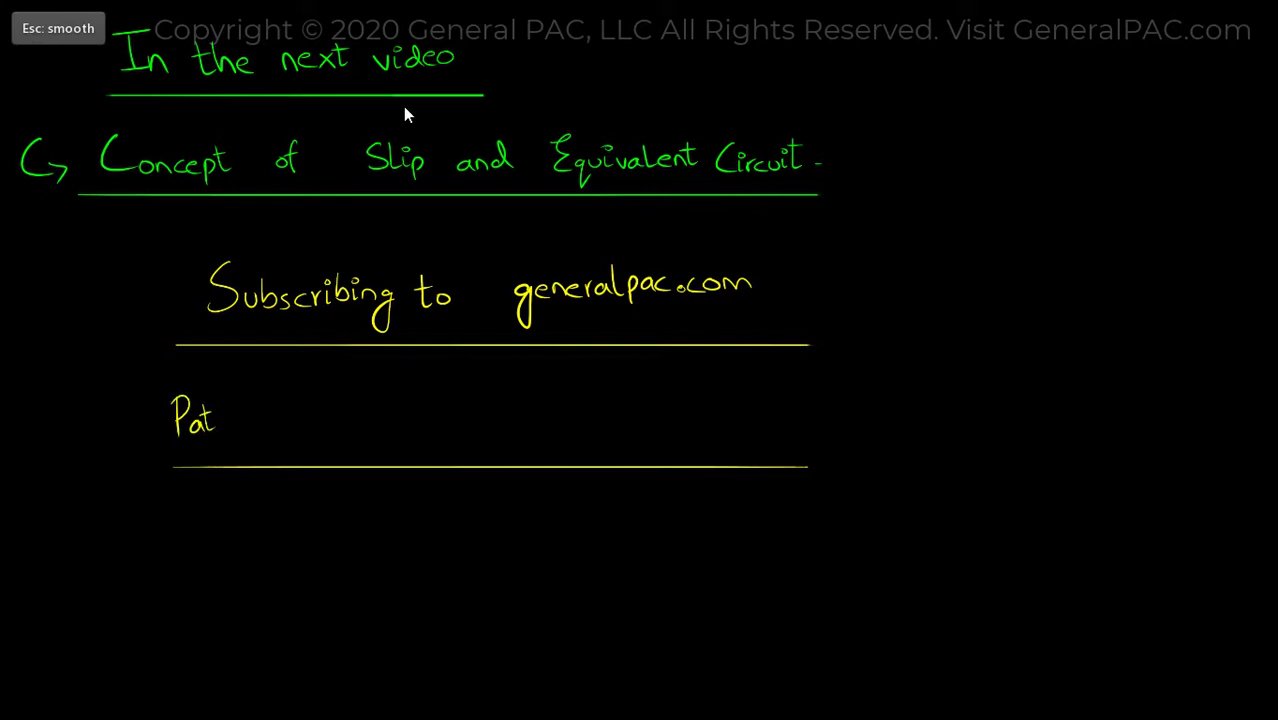 Esc: smooth
Copyright © 2020 General PAC, LLC All Rights Reserved. Visit GeneralPAC.com
In the next video
Concept of Slip and Equivalent Circuit -
Subscribing to generalpac.com
Pat